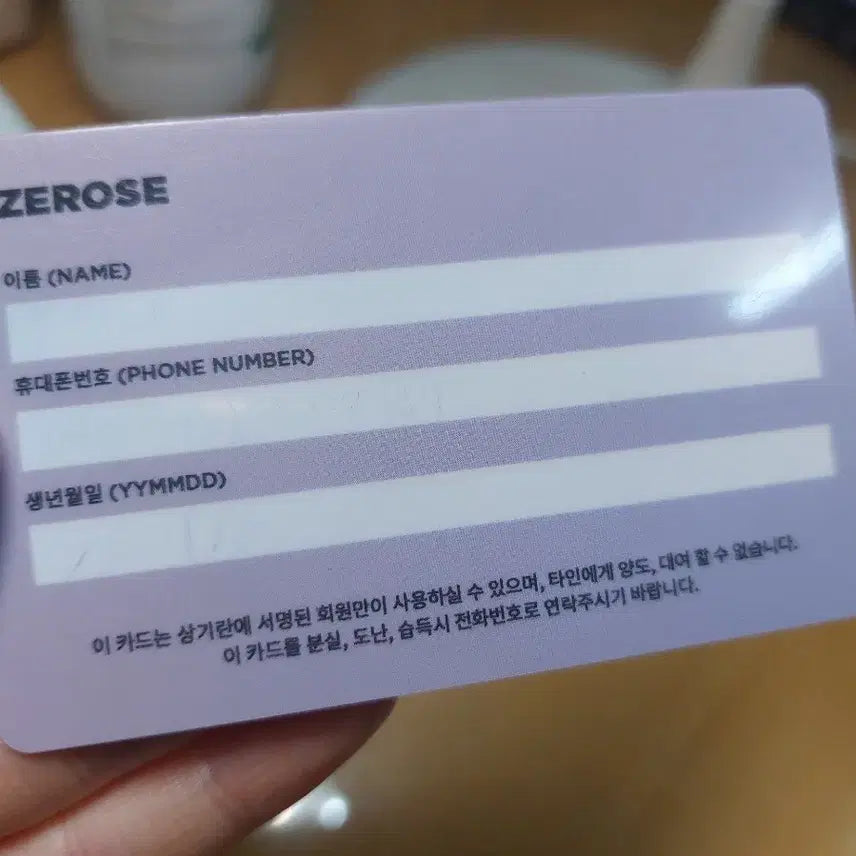 ZEROSE
이름 (NAME)
휴대폰번호 (PHONE NUMBER)
생년월일 (YYMMDD)
이 카드는 상기란에 서명된 회원만이 사용하실 수 있으며, 타인에게 양도, 대여 할 수 없습니다.
이 카드를 분실, 도난, 습득시 전화번호로 연락주시기 바랍니다.